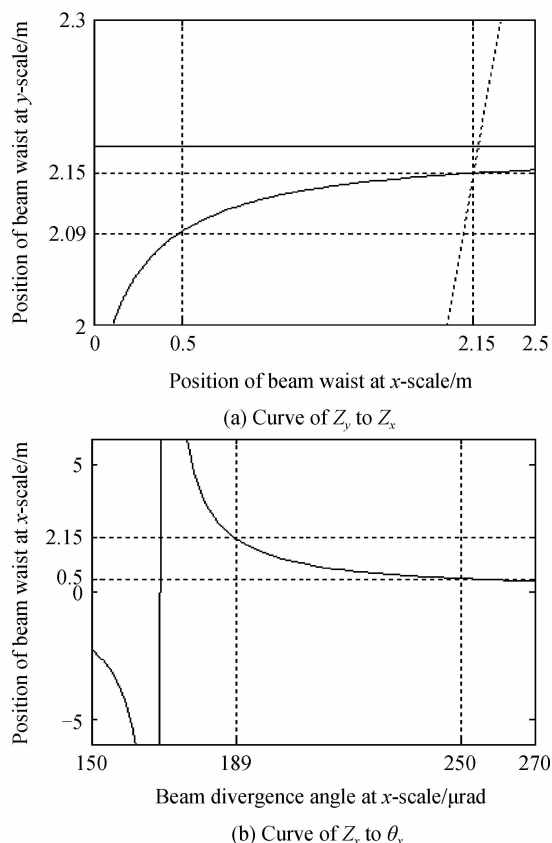 Position of beam waist at y-scale/m
2.3
2.15
2.09
2
0 0.5 2.15 2.5
Position of beam waist at x-scale/m
(a) Curve of Zy to Zx
Position of beam waist at x-scale/m
5
2.15
0.5
0
−5
150 189 250 270
Beam divergence angle at x-scale/μrad
(b) Curve of Zx to θx